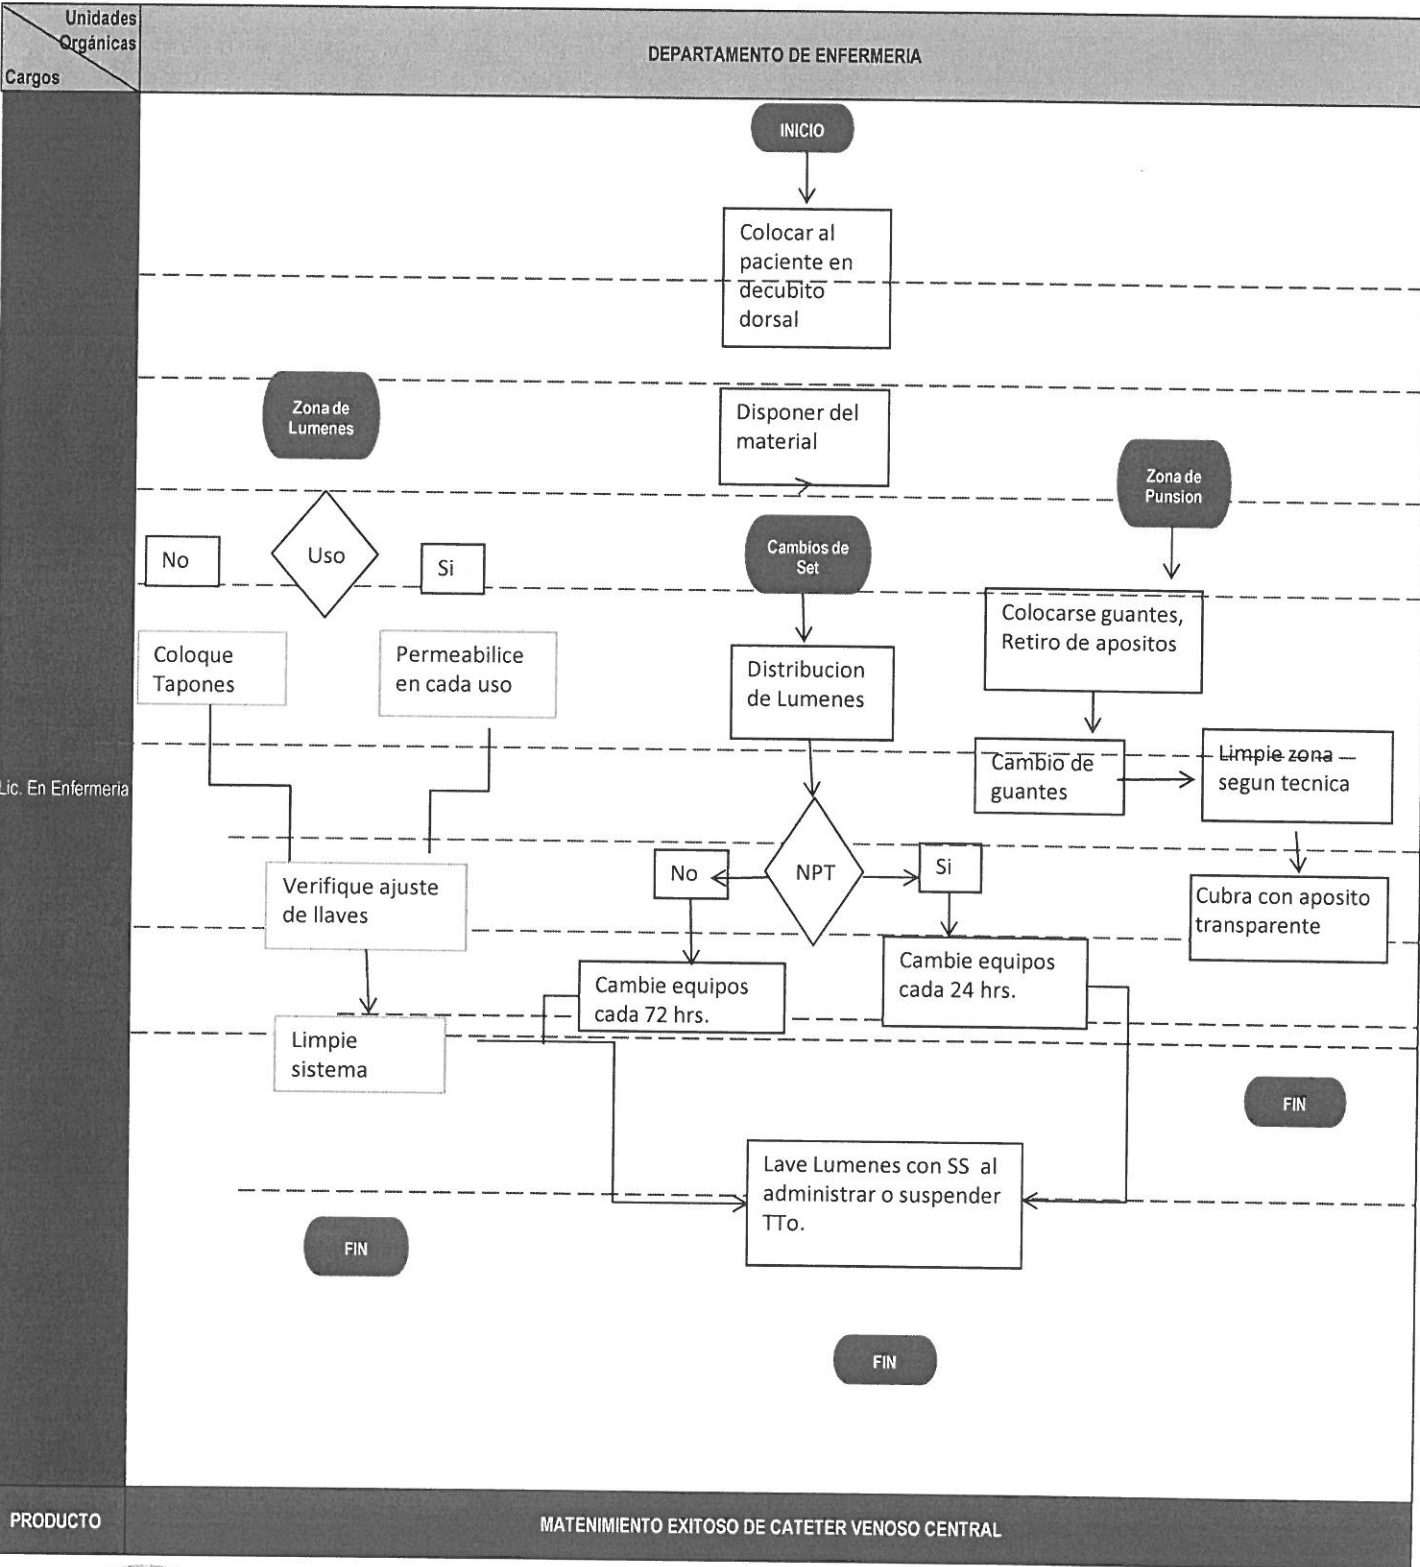 Unidades
Orgánicas
Cargos
DEPARTAMENTO DE ENFERMERIA
INICIO
Colocar al
paciente en
decubito
dorsal
Zona de
Lumenes
Disponer del
material
Zona de
Punsion
No
Uso
Si
Cambios de
Set
Colocarse guantes,
Retiro de apositos
Coloque
Tapones
Permeabilice
en cada uso
Distribucion
de Lumenes
Lic. En Enfermeria
Cambio de
guantes
Limpie zona
segun tecnica
No
NPT
Si
Verifique ajuste
de llaves
Cubra con aposito
transparente
Cambie equipos
cada 72 hrs.
Cambie equipos
cada 24 hrs.
Limpie
sistema
FIN
Lave Lumenes con SS al
administrar o suspender
TTo.
FIN
FIN
PRODUCTO
MATENIMIENTO EXITOSO DE CATETER VENOSO CENTRAL